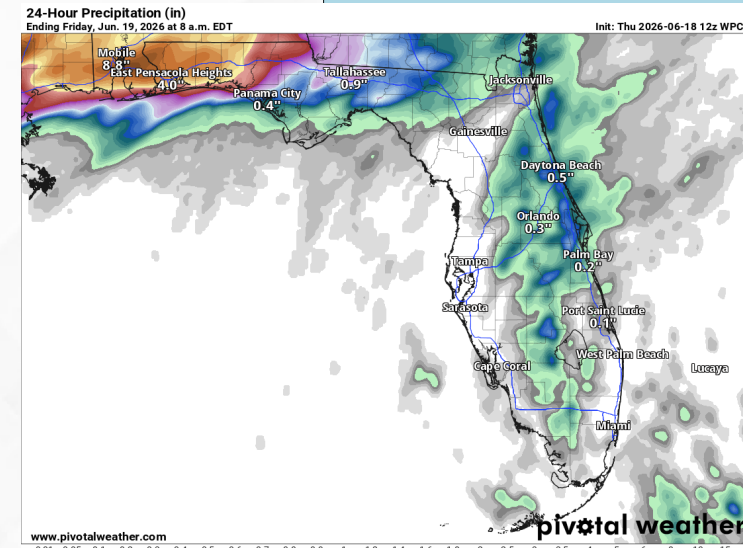 24-Hour Precipitation (in)
Ending Friday, Jun. 19, 2026 at 8 a.m. EDT
Init: Thu 2026-06-18 12z WPC
Mobile
8.8"
East Pensacola Heights
4.0"
Panama City
0.4"
Tallahassee
0.9"
Jacksonville
Gainesville
Daytona Beach
0.5"
Orlando
0.3"
Tampa
Palm Bay
0.2"
Sarasota
Port Saint Lucie
0.1"
West Palm Beach
Cape Coral
Lucaya
Miami
www.pivotalweather.com
pivotal weather